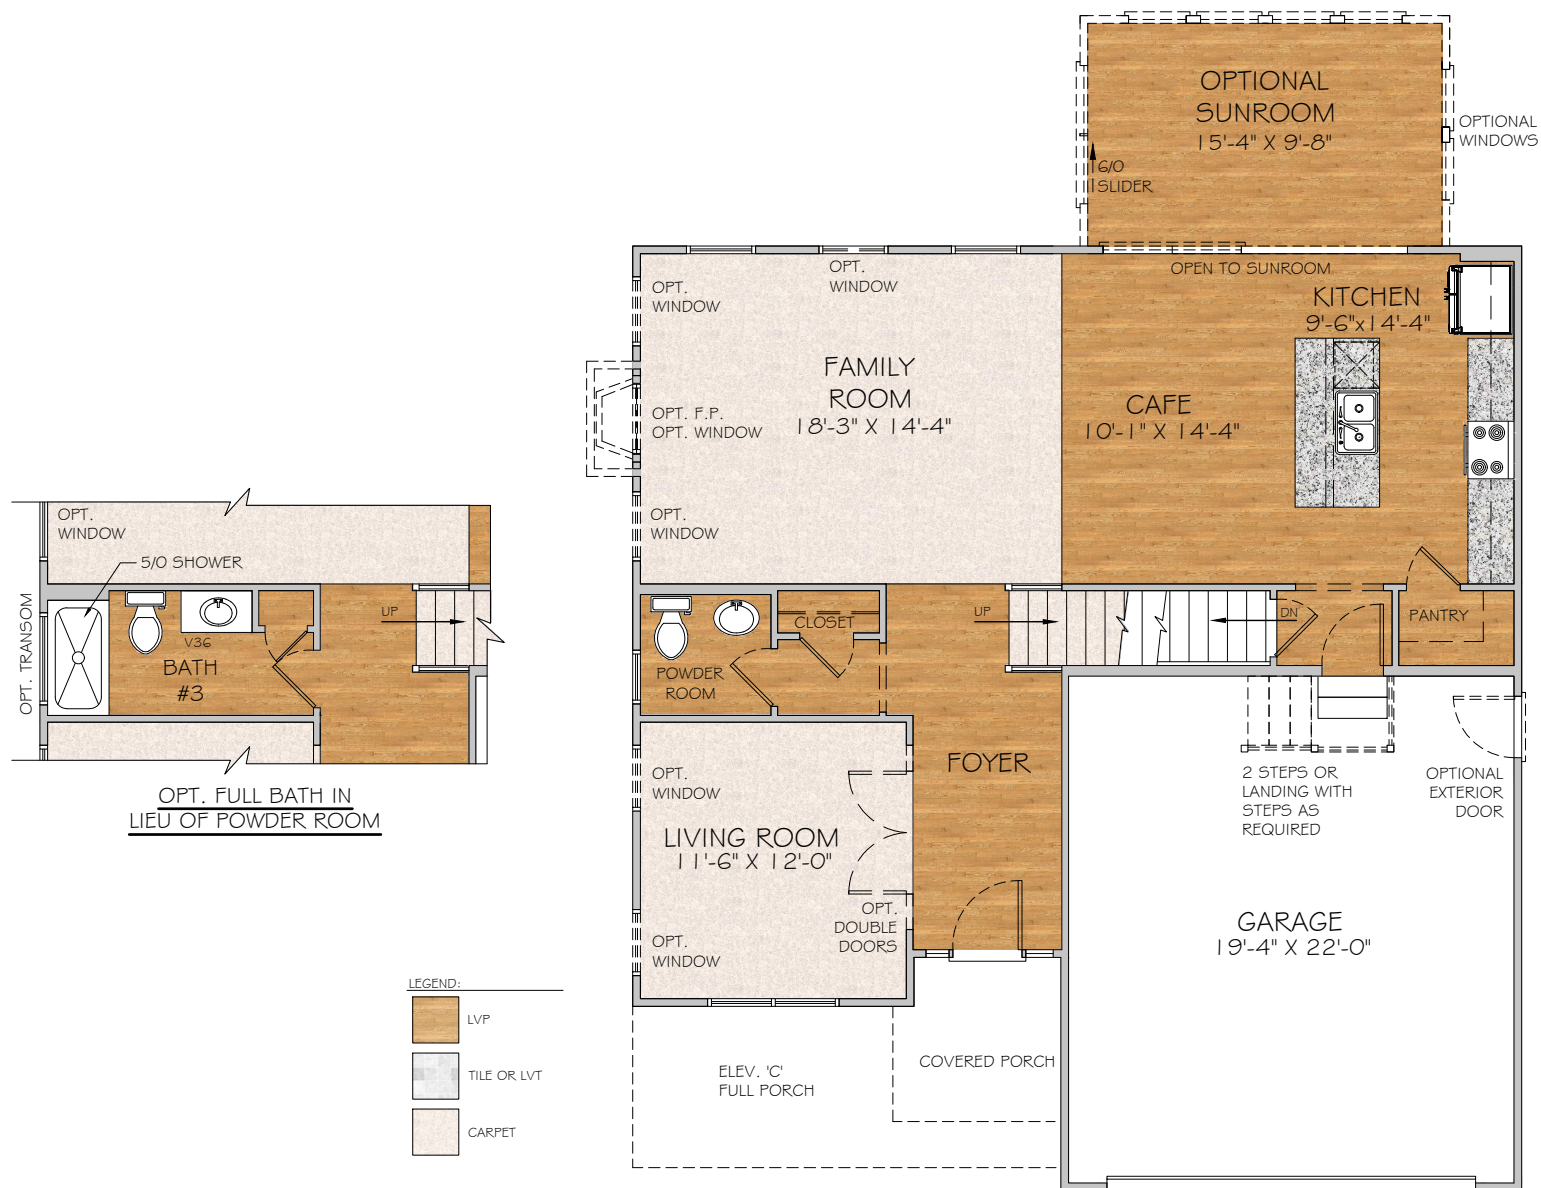 OPTIONAL
SUNROOM
15'-4" X 9'-8"
OPTIONAL
WINDOWS
6/0
SLIDER
OPEN TO SUNROOM
OPT.
WINDOW
OPT.
WINDOW
KITCHEN
9'-6"x14'-4"
FAMILY
ROOM
18'-3" X 14'-4"
OPT. F.P.
OPT. WINDOW
CAFE
10'-1" X 14'-4"
OPT.
WINDOW
OPT.
WINDOW
5/0 SHOWER
OPT. TRANSOM
UP
V36
BATH
#3
OPT. FULL BATH IN
LIEU OF POWDER ROOM
CLOSET
UP
DN
PANTRY
POWDER
ROOM
FOYER
OPT.
WINDOW
2 STEPS OR
LANDING WITH
STEPS AS
REQUIRED
OPTIONAL
EXTERIOR
DOOR
LIVING ROOM
11'-6" X 12'-0"
OPT.
DOUBLE
DOORS
OPT.
WINDOW
GARAGE
19'-4" X 22'-0"
LEGEND:
LVP
TILE OR LVT
CARPET
ELEV. 'C'
FULL PORCH
COVERED PORCH